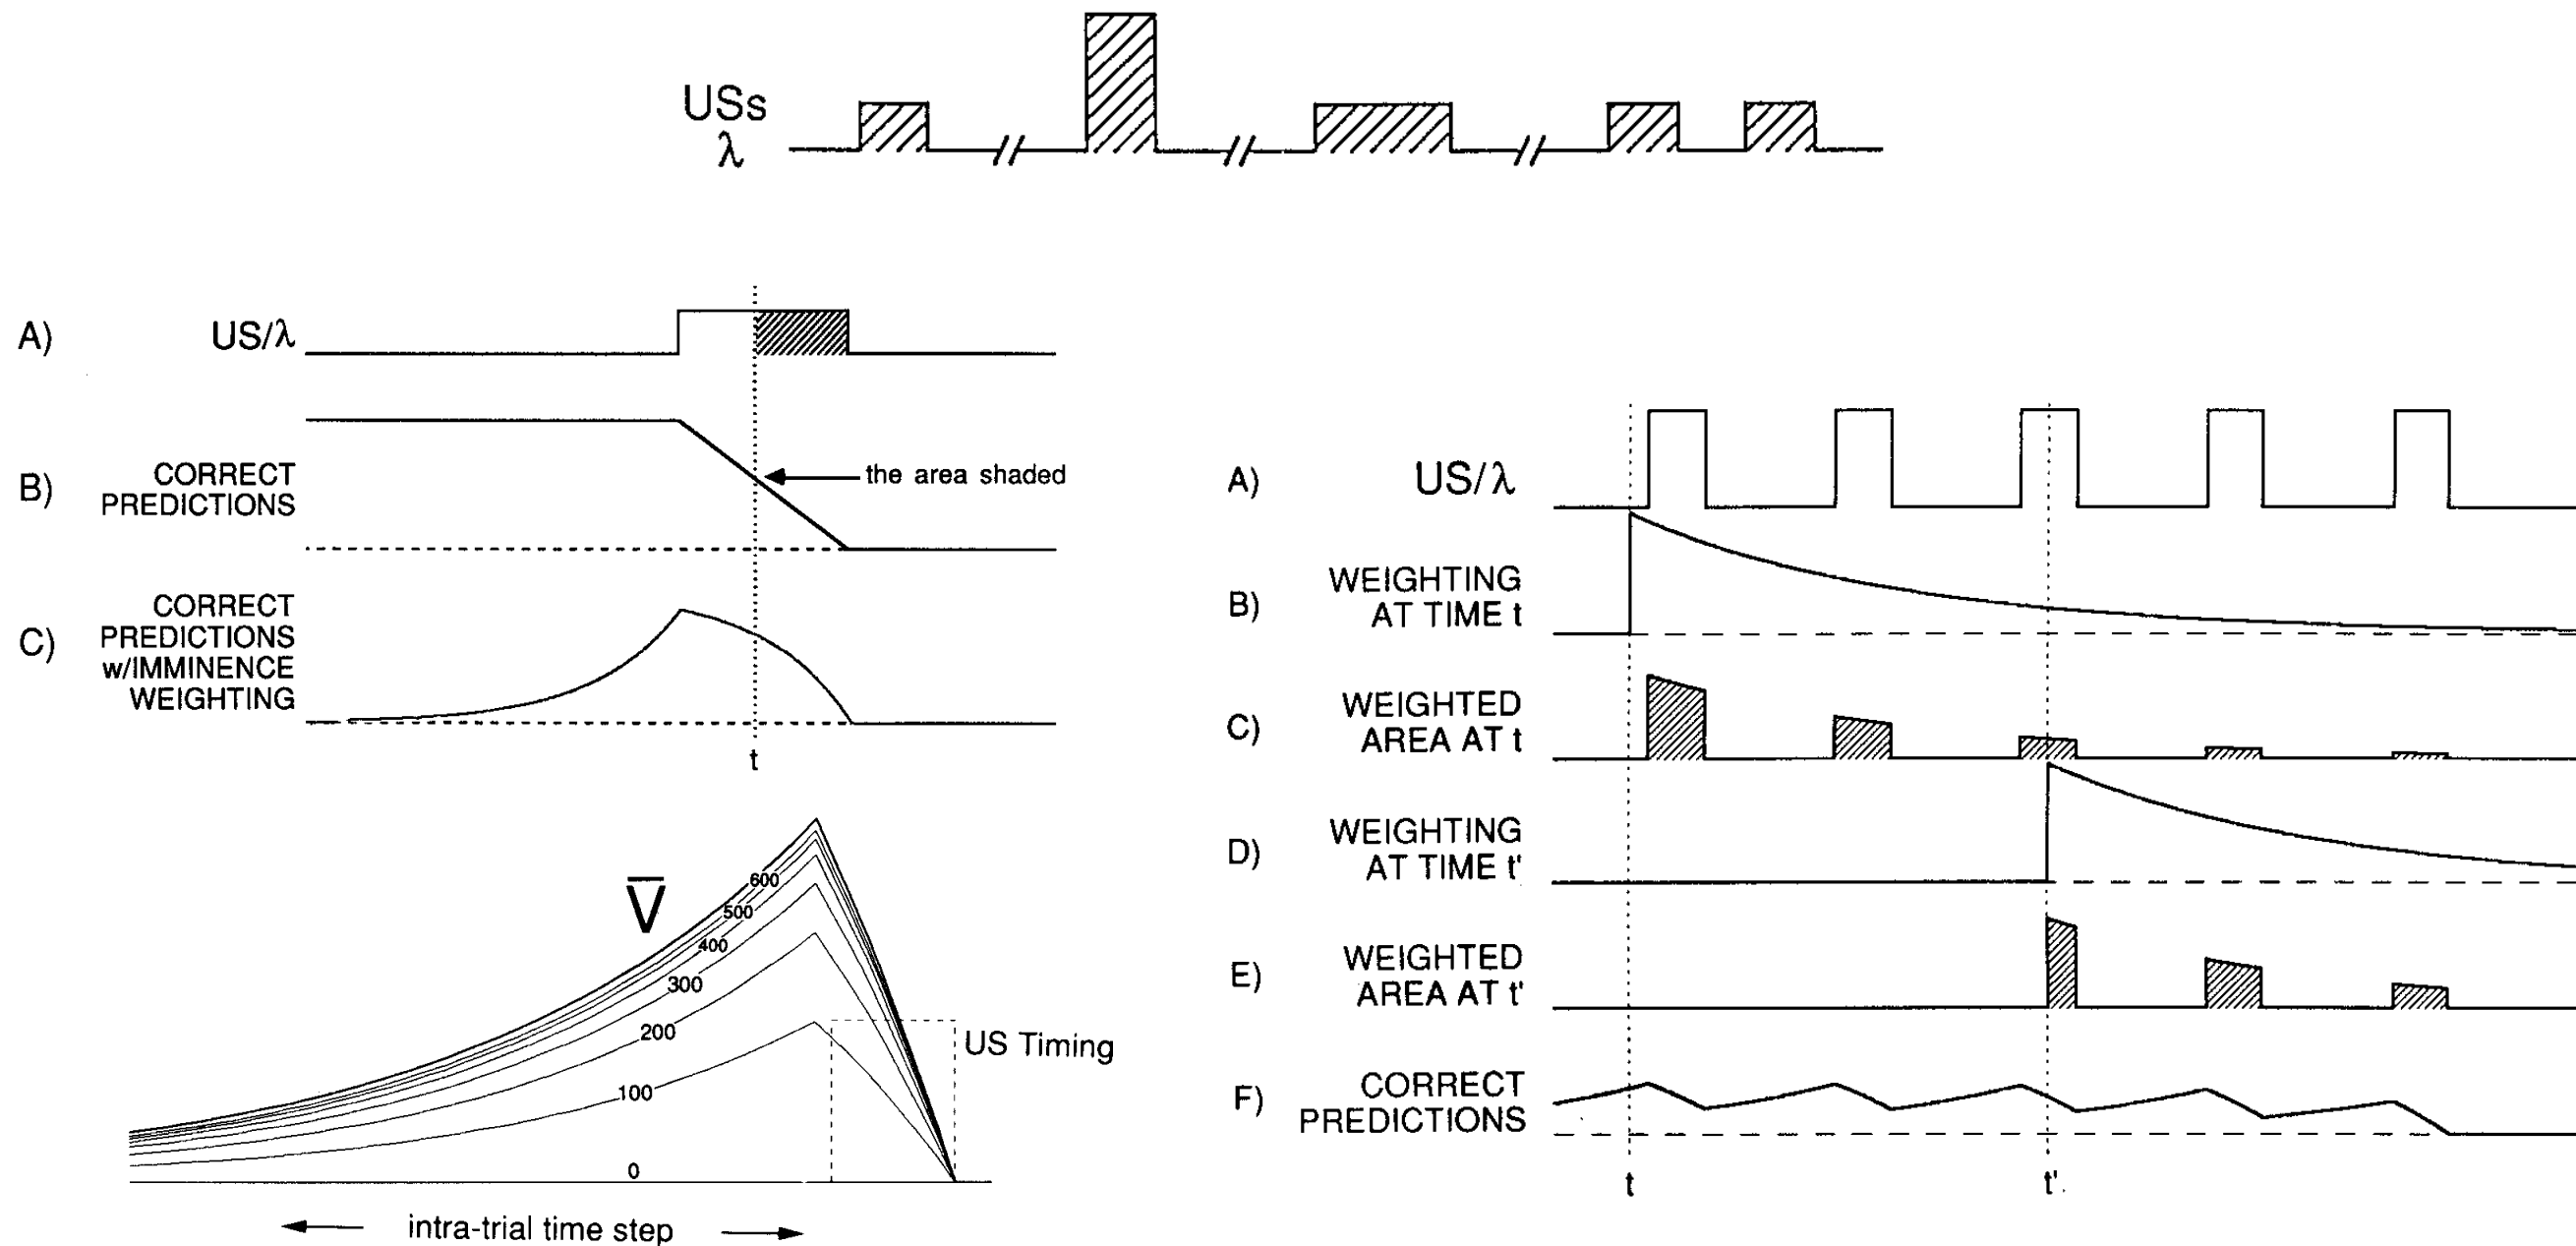 USs
λ
A)
US/λ
B)
CORRECT
PREDICTIONS
the area shaded
C)
CORRECT
PREDICTIONS
w/IMMINENCE
WEIGHTING
t
V̅
600
500
400
300
200
100
0
US Timing
intra-trial time step
A)
US/λ
B)
WEIGHTING
AT TIME t
C)
WEIGHTED
AREA AT t
D)
WEIGHTING
AT TIME t'
E)
WEIGHTED
AREA AT t'
F)
CORRECT
PREDICTIONS
t
t'